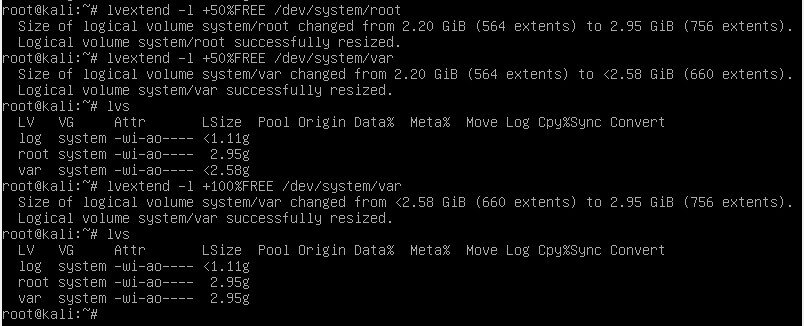 root@kali:~# lvextend -l +50%FREE /dev/system/root
  Size of logical volume system/root changed from 2.20 GiB (564 extents) to 2.95 GiB (756 extents).
  Logical volume system/root successfully resized.
root@kali:~# lvextend -l +50%FREE /dev/system/var
  Size of logical volume system/var changed from 2.20 GiB (564 extents) to <2.58 GiB (660 extents).
  Logical volume system/var successfully resized.
root@kali:~# lvs
  LV   VG     Attr       LSize  Pool Origin Data%  Meta%  Move Log Cpy%Sync Convert
  log  system -wi-ao---- <1.11g
  root system -wi-ao----  2.95g
  var  system -wi-ao---- <2.58g
root@kali:~# lvextend -l +100%FREE /dev/system/var
  Size of logical volume system/var changed from <2.58 GiB (660 extents) to 2.95 GiB (756 extents).
  Logical volume system/var successfully resized.
root@kali:~# lvs
  LV   VG     Attr       LSize  Pool Origin Data%  Meta%  Move Log Cpy%Sync Convert
  log  system -wi-ao---- <1.11g
  root system -wi-ao----  2.95g
  var  system -wi-ao----  2.95g
root@kali:~#